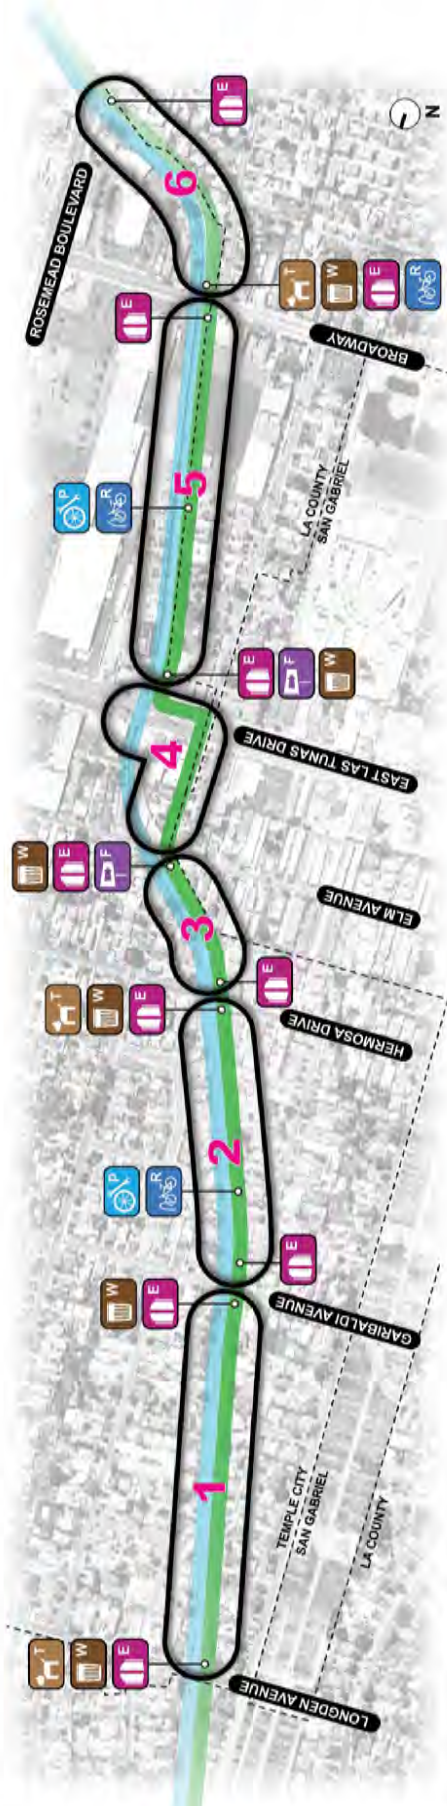 T
W
E
LONGDEN AVENUE
1
TEMPLE CITY
SAN GABRIEL
LA COUNTY
W
E
GARIBALDI AVENUE
E
P
R
2
T
W
E
HERMOSA DRIVE
E
3
ELM AVENUE
W
E
F
4
EAST LAS TUNAS DRIVE
E
F
W
P
R
5
LA COUNTY
SAN GABRIEL
E
BROADWAY
T
W
E
R
6
ROSEMEAD BOULEVARD
E
N